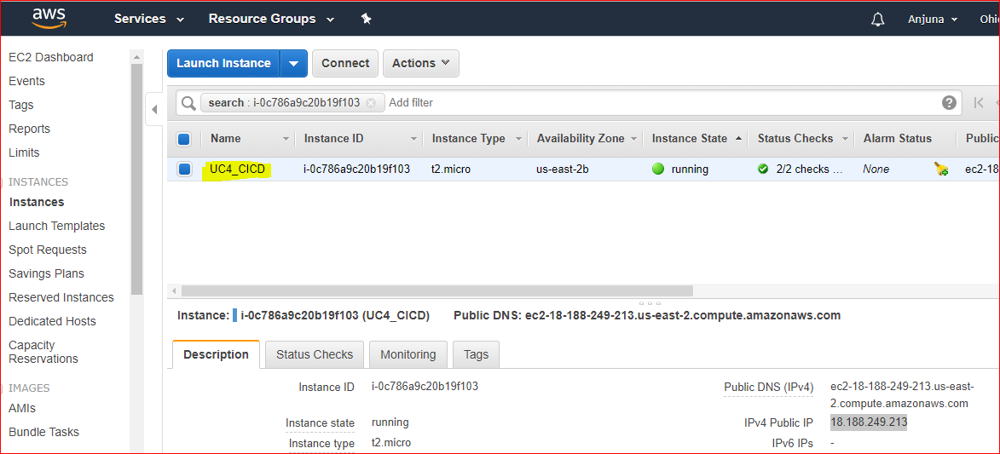 aws Services Resource Groups Anjuna Ohio
EC2 Dashboard
Events
Tags
Reports
Limits
INSTANCES
Instances
Launch Templates
Spot Requests
Savings Plans
Reserved Instances
Dedicated Hosts
Capacity
Reservations
IMAGES
AMIs
Bundle Tasks
Launch Instance Connect Actions
search : i-0c786a9c20b19f103 Add filter ?
Name Instance ID Instance Type Availability Zone Instance State Status Checks Alarm Status Public
UC4_CICD i-0c786a9c20b19f103 t2.micro us-east-2b running 2/2 checks ... None ec2-18
Instance: i-0c786a9c20b19f103 (UC4_CICD) Public DNS: ec2-18-188-249-213.us-east-2.compute.amazonaws.com
Description Status Checks Monitoring Tags
Instance ID i-0c786a9c20b19f103 Public DNS (IPv4) ec2-18-188-249-213.us-east-
2.compute.amazonaws.com
Instance state running IPv4 Public IP 18.188.249.213
Instance type t2.micro IPv6 IPs -